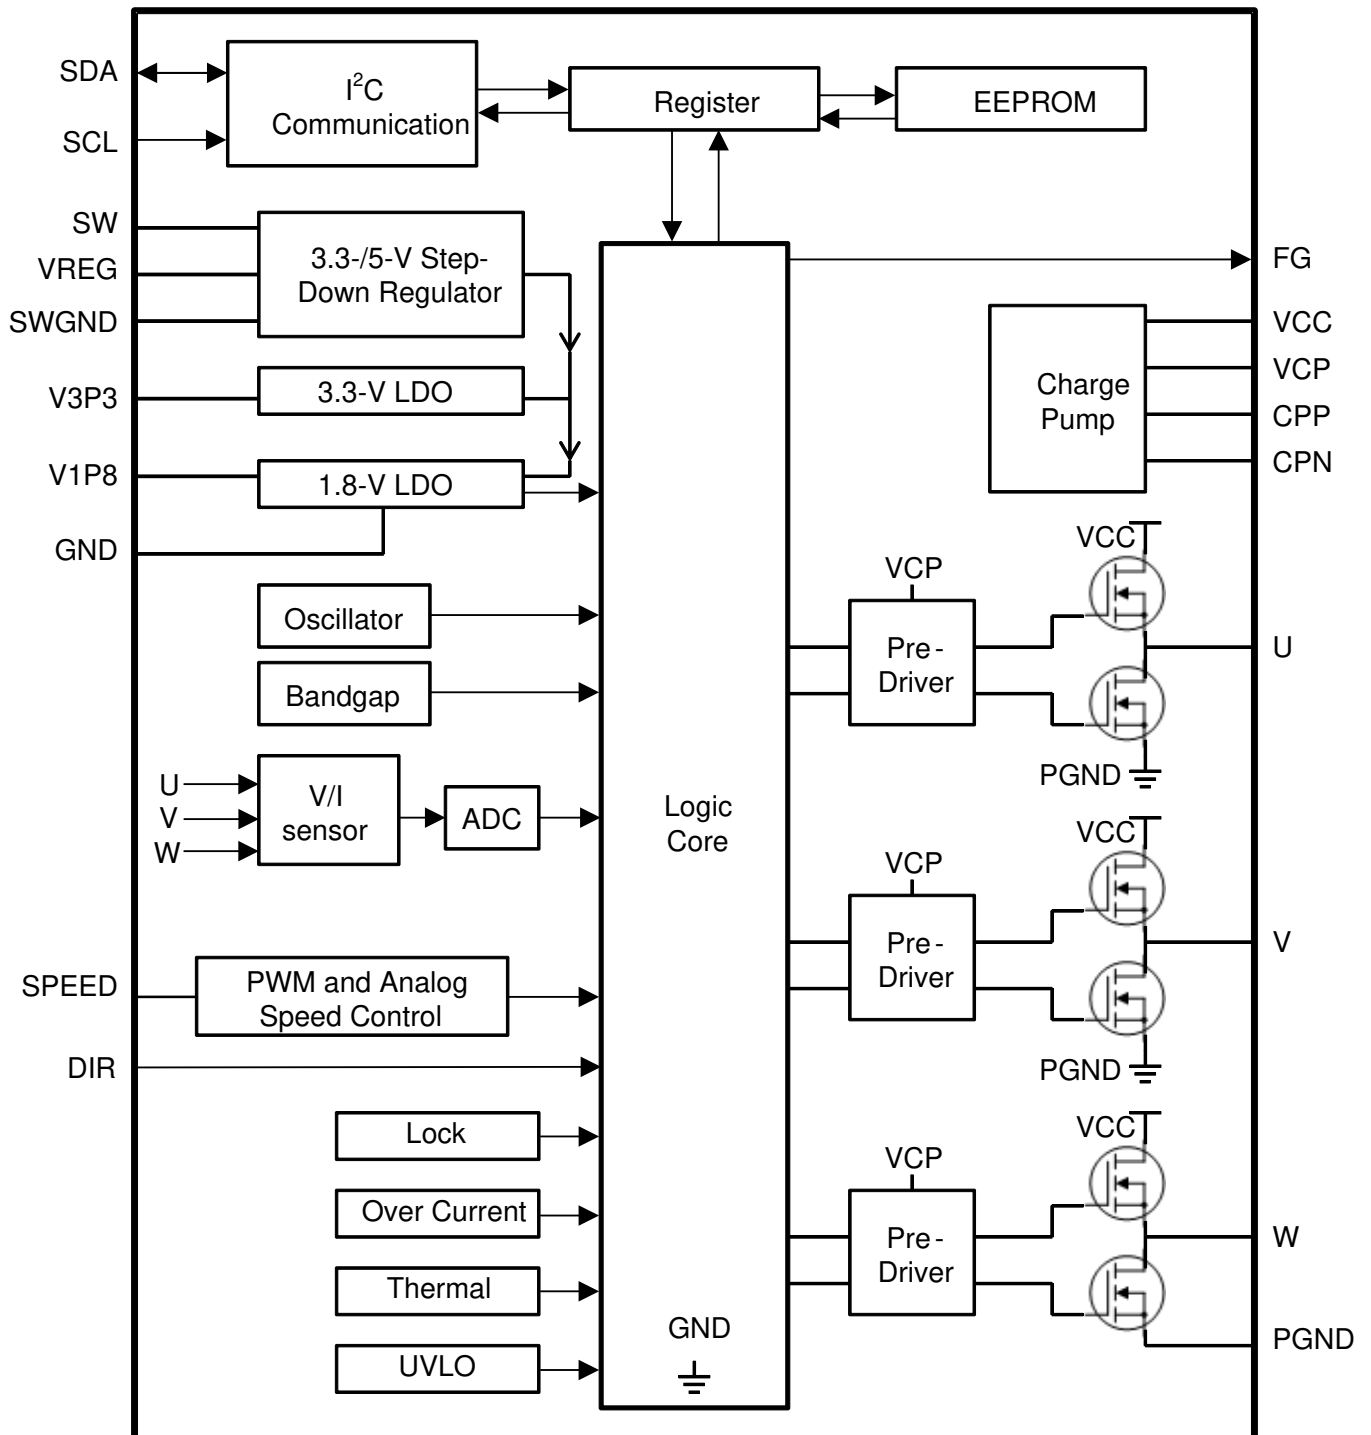 SDA
SCL
I²C
Communication
Register
EEPROM
SW
VREG
SWGND
3.3-/5-V Step-
Down Regulator
V3P3
3.3-V LDO
V1P8
1.8-V LDO
GND
Oscillator
Bandgap
U
V
W
V/I
sensor
ADC
SPEED
PWM and Analog
Speed Control
DIR
Lock
Over Current
Thermal
UVLO
Logic
Core
GND
FG
Charge
Pump
VCC
VCP
CPP
CPN
VCP
Pre-
Driver
VCC
PGND
U
VCP
Pre-
Driver
VCC
PGND
V
VCP
Pre-
Driver
VCC
W
PGND